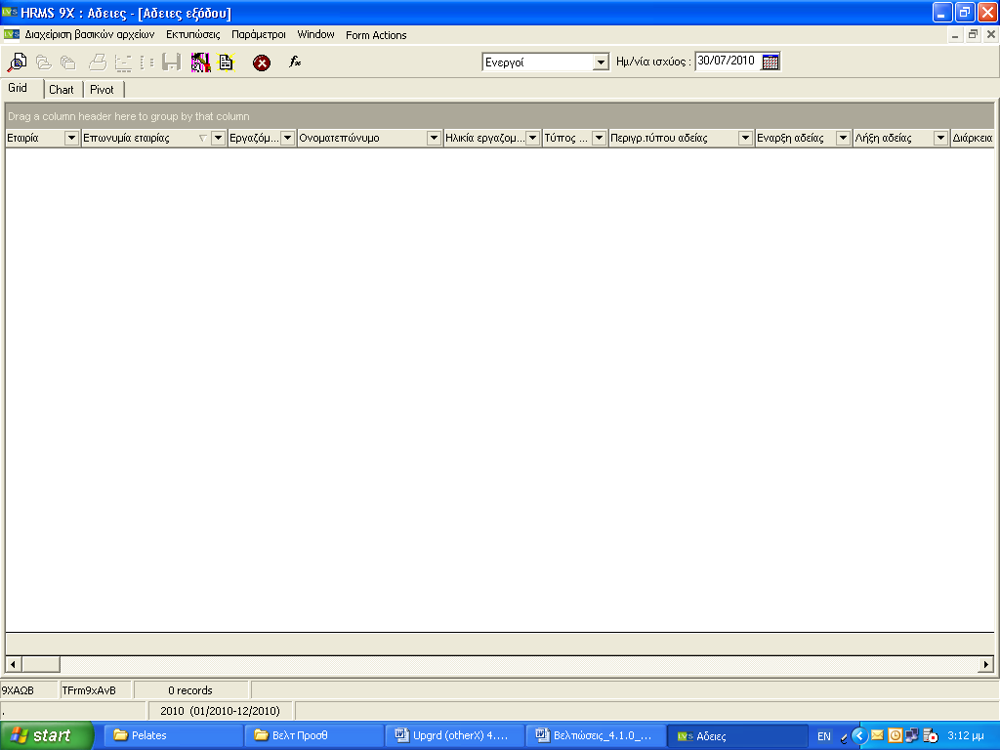 HRMS 9X : Αδειες - [Αδειες εξόδου]
Διαχείριση βασικών αρχείων Εκτυπώσεις Παράμετροι Window Form Actions
Ενεργοί Ημ/νία ισχύος : 30/07/2010
Grid Chart Pivot
Drag a column header here to group by that column
Εταιρία Επωνυμία εταιρίας Εργαζόμ... Ονοματεπώνυμο Ηλικία εργαζομ... Τύπος ... Περιγρ.τύπου αδείας Εναρξη αδείας Λήξη αδείας Διάρκεια
9ΧΑΩΒ TFrm9xAvB 0 records
. 2010 (01/2010-12/2010)
start Pelates Βελτ Προσθ Upgrd (otherX) 4.... Βελτιώσεις_4.1.0_... Αδειες EN 3:12 μμ